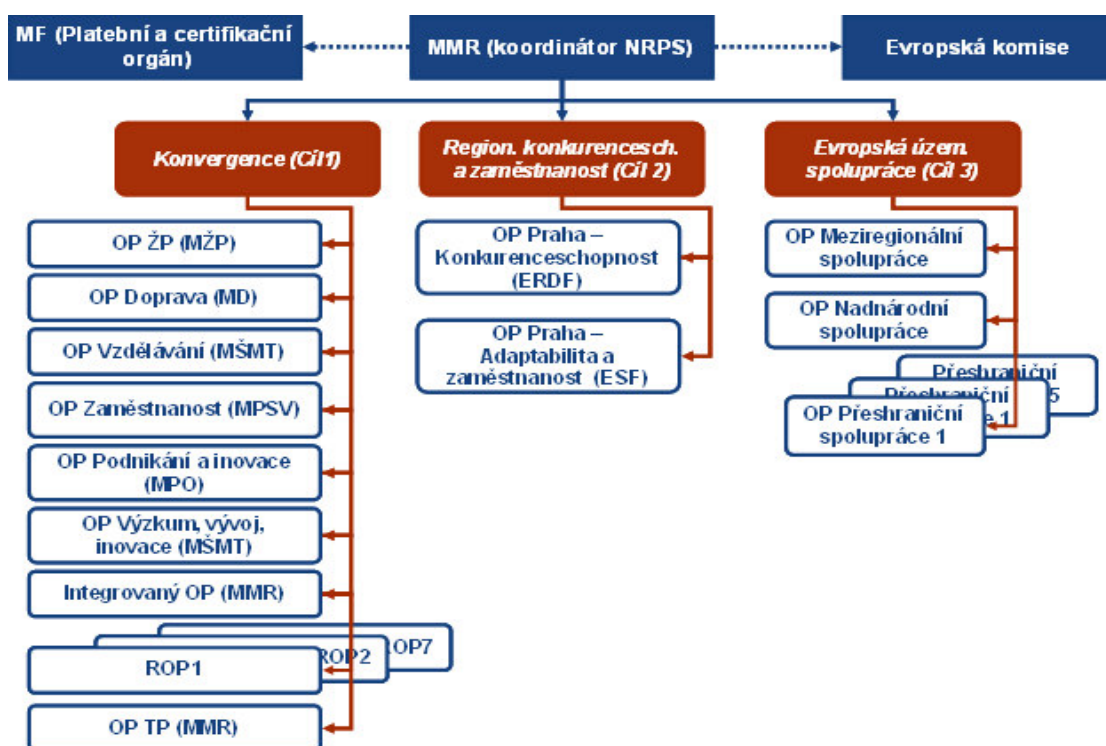 MF (Platební a certifikační
orgán)
MMR (koordinátor NRPS)
Evropská komise
Konvergence (Cíl1)
Region. konkurencesch.
a zaměstnanost (Cíl 2)
Evropská územ.
spolupráce (Cíl 3)
OP ŽP (MŽP)
OP Doprava (MD)
OP Vzdělávání (MŠMT)
OP Zaměstnanost (MPSV)
OP Podnikání a inovace
(MPO)
OP Výzkum, vývoj,
inovace (MŠMT)
Integrovaný OP (MMR)
ROP1
ROP2
ROP7
OP TP (MMR)
OP Praha –
Konkurenceschopnost
(ERDF)
OP Praha –
Adaptabilita a
zaměstnanost (ESF)
OP Meziregionální
spolupráce
OP Nadnárodní
spolupráce
Přeshraniční
5
Přeshraniční
e 1
OP Přeshraniční
spolupráce 1